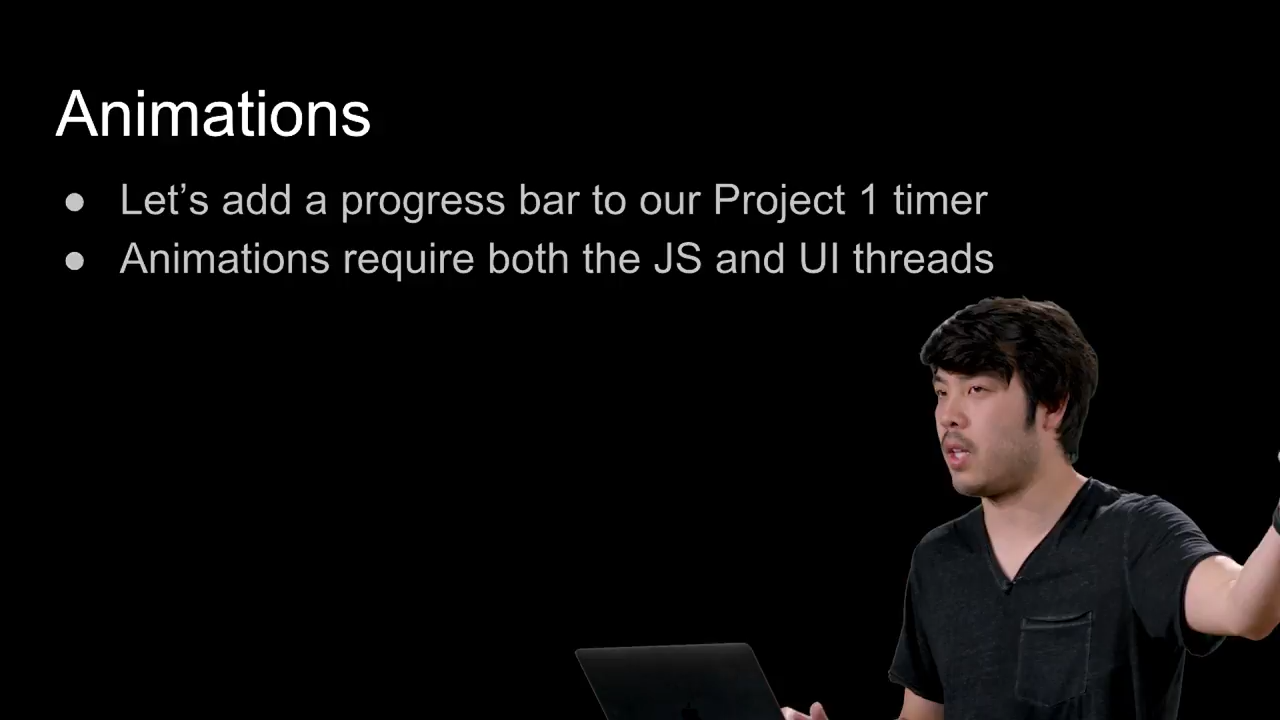 Animations
● Let’s add a progress bar to our Project 1 timer
● Animations require both the JS and UI threads